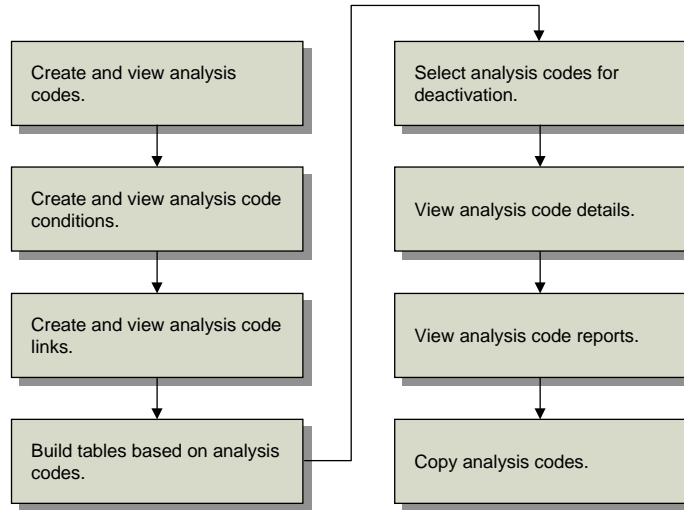 Create and view analysis
codes.
Create and view analysis code
conditions.
Create and view analysis code
links.
Build tables based on analysis
codes.
Select analysis codes for
deactivation.
View analysis code details.
View analysis code reports.
Copy analysis codes.